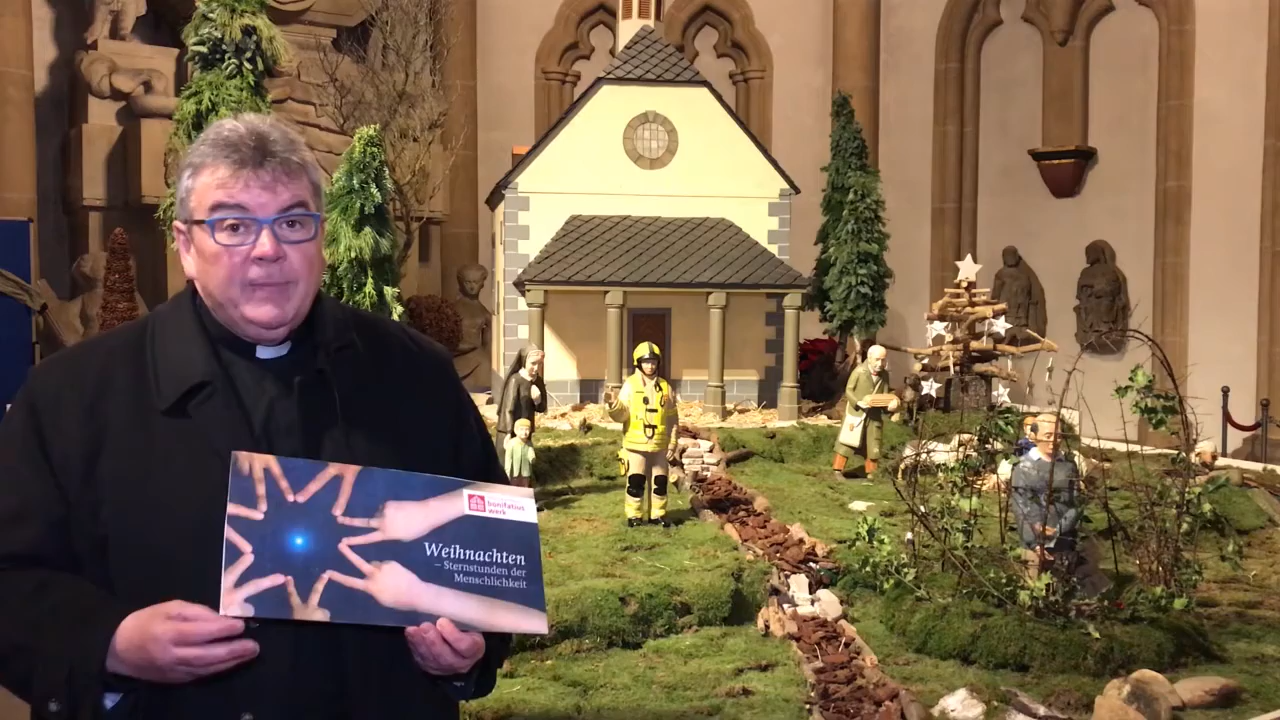 bonifatius
werk
Weihnachten
– Sternstunden der
Menschlichkeit